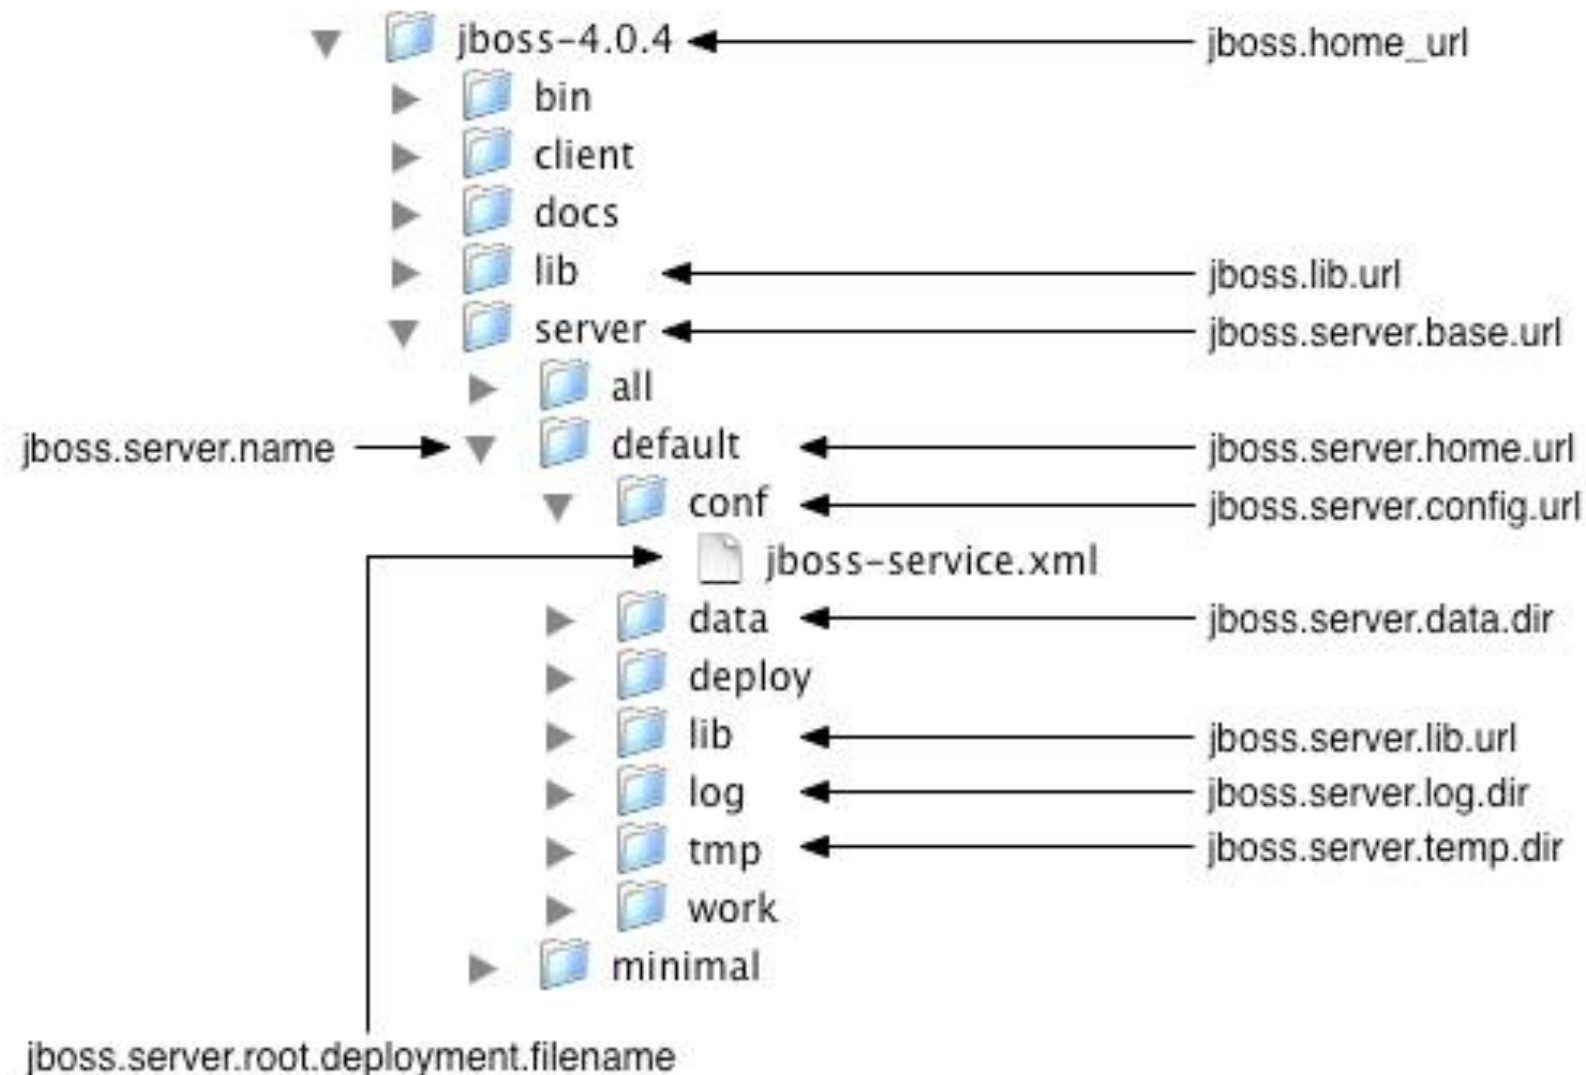 jboss-4.0.4 jboss.home_url
bin
client
docs
lib jboss.lib.url
server jboss.server.base.url
all
jboss.server.name default jboss.server.home.url
conf jboss.server.config.url
jboss-service.xml
data jboss.server.data.dir
deploy
lib jboss.server.lib.url
log jboss.server.log.dir
tmp jboss.server.temp.dir
work
minimal
jboss.server.root.deployment.filename